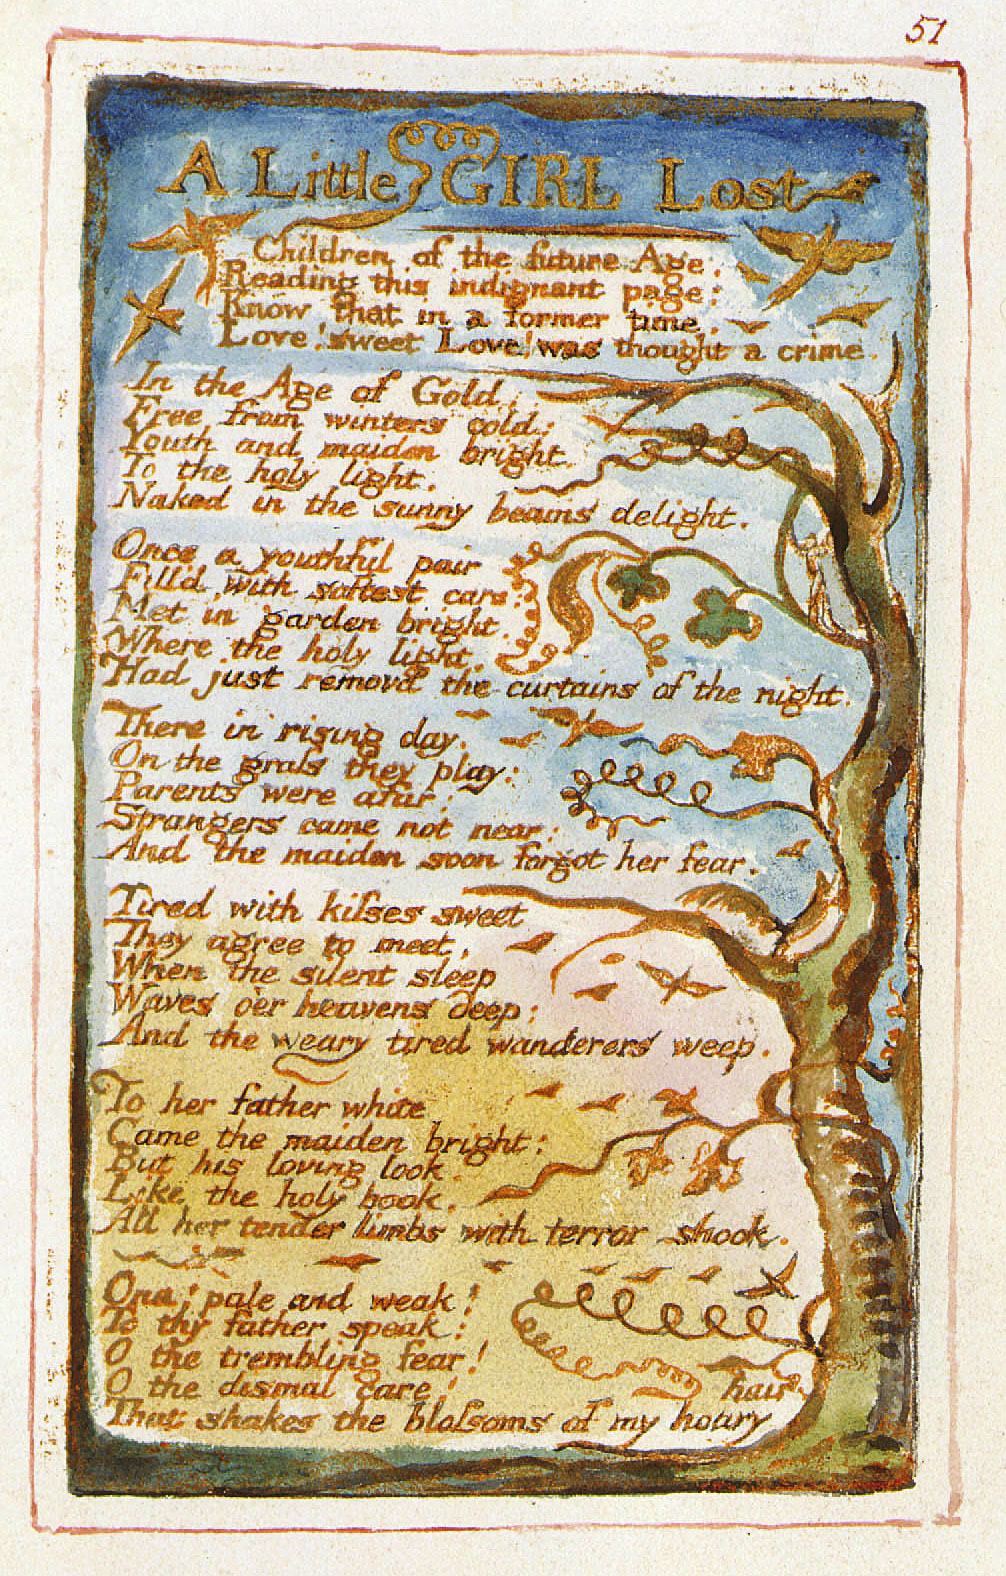 51
A Little GIRL Lost
Children of the future Age,
Reading this indignant page:
Know that in a former time,
Love! sweet Love! was thought a crime.
In the Age of Gold,
Free from winters cold:
Youth and maiden bright,
To the holy light,
Naked in the sunny beams delight.
Once a youthful pair
Fill'd with softest care:
Met in garden bright,
Where the holy light,
Had just removd the curtains of the night.
There in rising day,
On the grass they play:
Parents were afar:
Strangers came not near:
And the maiden soon forgot her fear.
Tired with kisses sweet
They agree to meet,
When the silent sleep
Waves o'er heavens deep:
And the weary tired wanderers weep.
To her father white
Came the maiden bright:
But his loving look,
Like the holy book,
All her tender limbs with terror shook.
Ona! pale and weak!
To thy father speak:
O the trembling fear!
O the dismal care!
That shakes the blossoms of my hoary hair.